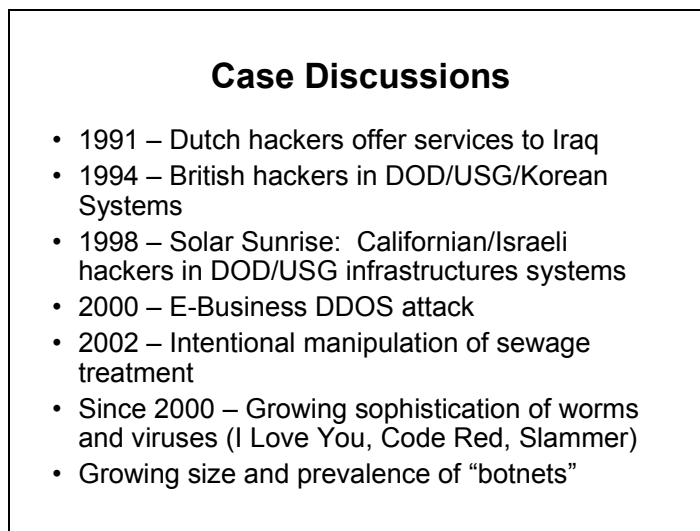 Case Discussions
• 1991 – Dutch hackers offer services to Iraq
• 1994 – British hackers in DOD/USG/Korean
Systems
• 1998 – Solar Sunrise: Californian/Israeli
hackers in DOD/USG infrastructures systems
• 2000 – E-Business DDOS attack
• 2002 – Intentional manipulation of sewage
treatment
• Since 2000 – Growing sophistication of worms
and viruses (I Love You, Code Red, Slammer)
• Growing size and prevalence of “botnets”